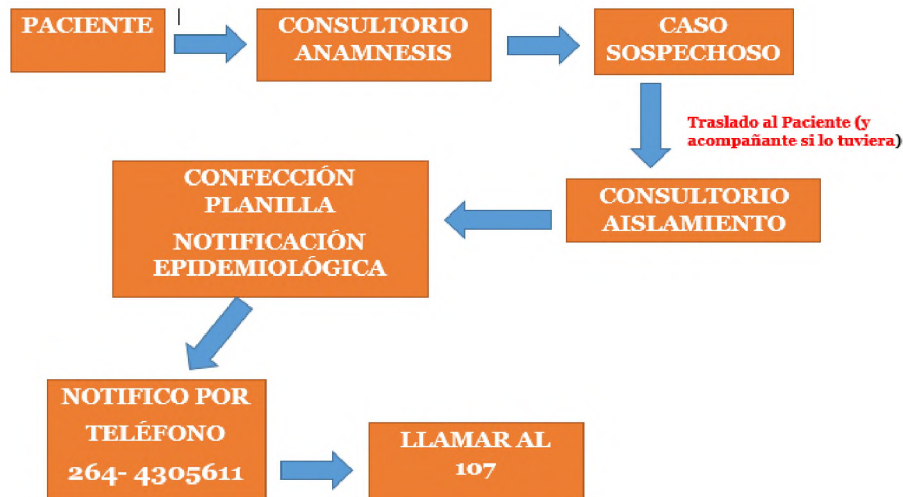 PACIENTE
CONSULTORIO
ANAMNESIS
CASO
SOSPECHOSO
Traslado al Paciente (y
acompañante si lo tuviera)
CONSULTORIO
AISLAMIENTO
CONFECCIÓN
PLANILLA
NOTIFICACIÓN
EPIDEMIOLÓGICA
NOTIFICO POR
TELÉFONO
264- 4305611
LLAMAR AL
107